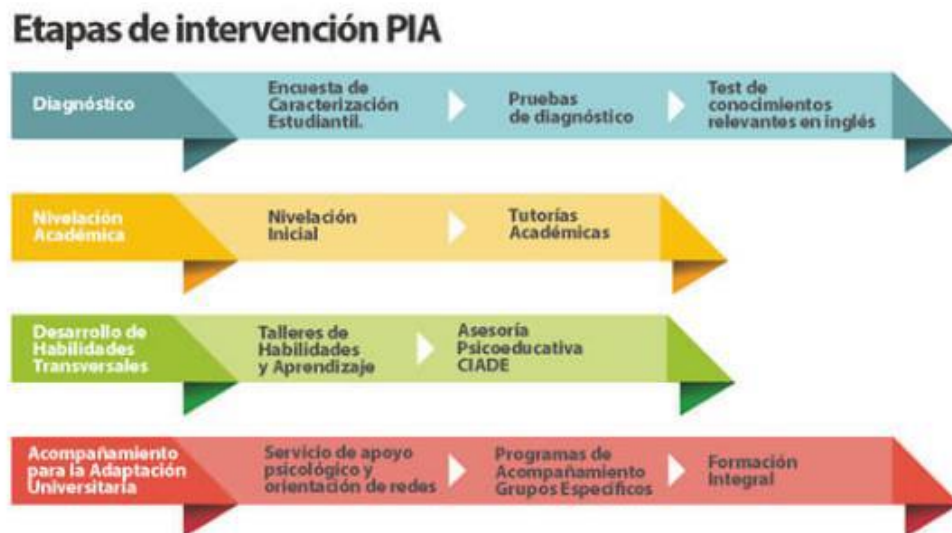 Etapas de intervención PIA
Diagnóstico
Encuesta de
Caracterización
Estudiantil.
Pruebas
de diagnóstico
Test de
conocimientos
relevantes en inglés
Nivelación
Académica
Nivelación
Inicial
Tutorías
Académicas
Desarrollo de
Habilidades
Transversales
Talleres de
Habilidades
y Aprendizaje
Asesoría
Psicoeducativa
CIADE
Acompañamiento
para la Adaptación
Universitaria
Servicio de apoyo
psicológico y
orientación de redes
Programas de
Acompañamiento
Grupos Específicos
Formación
Integral